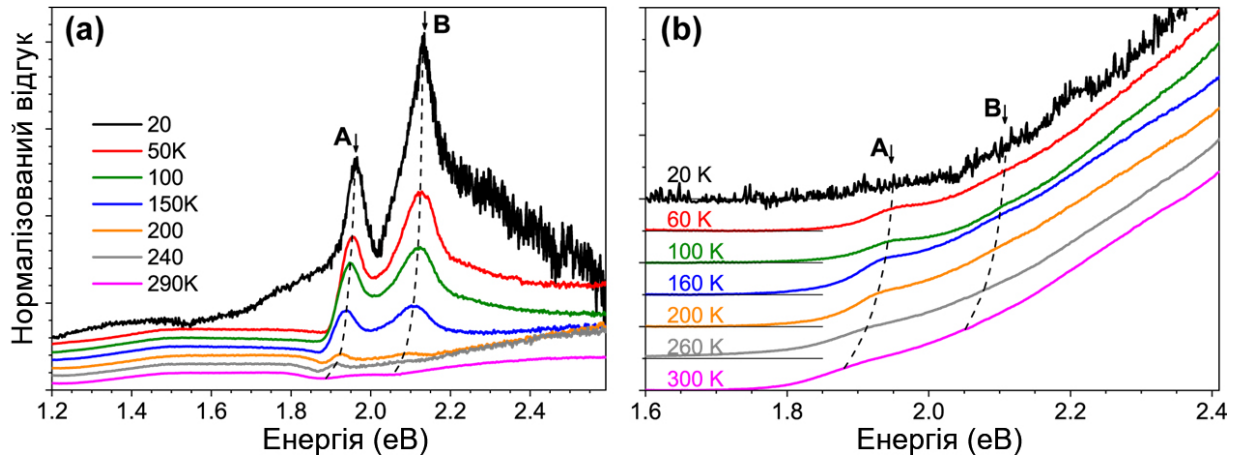 (a)
B
A
Нормалізований відгук
20
50K
100
150K
200
240
290K
1.2 1.4 1.6 1.8 2.0 2.2 2.4
Енергія (еВ)
(b)
B
A
20 K
60 K
100 K
160 K
200 K
260 K
300 K
1.6 1.8 2.0 2.2 2.4
Енергія (еВ)